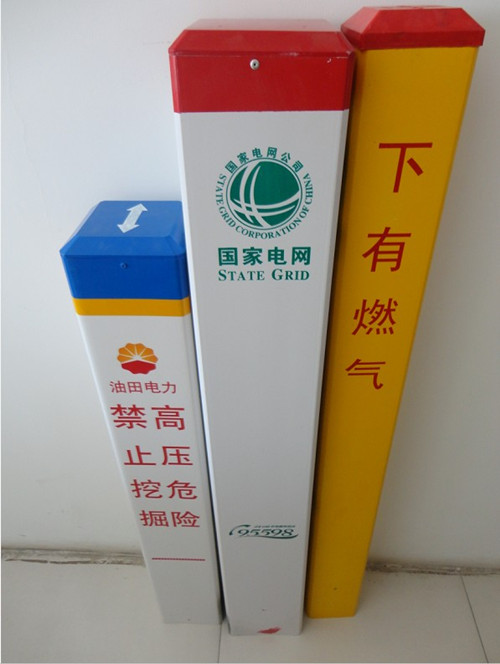 油田电力
高压危险
禁止挖掘
国家电网公司
STATE GRID CORPORATION OF CHINA
国家电网
STATE GRID
95598
下有燃气